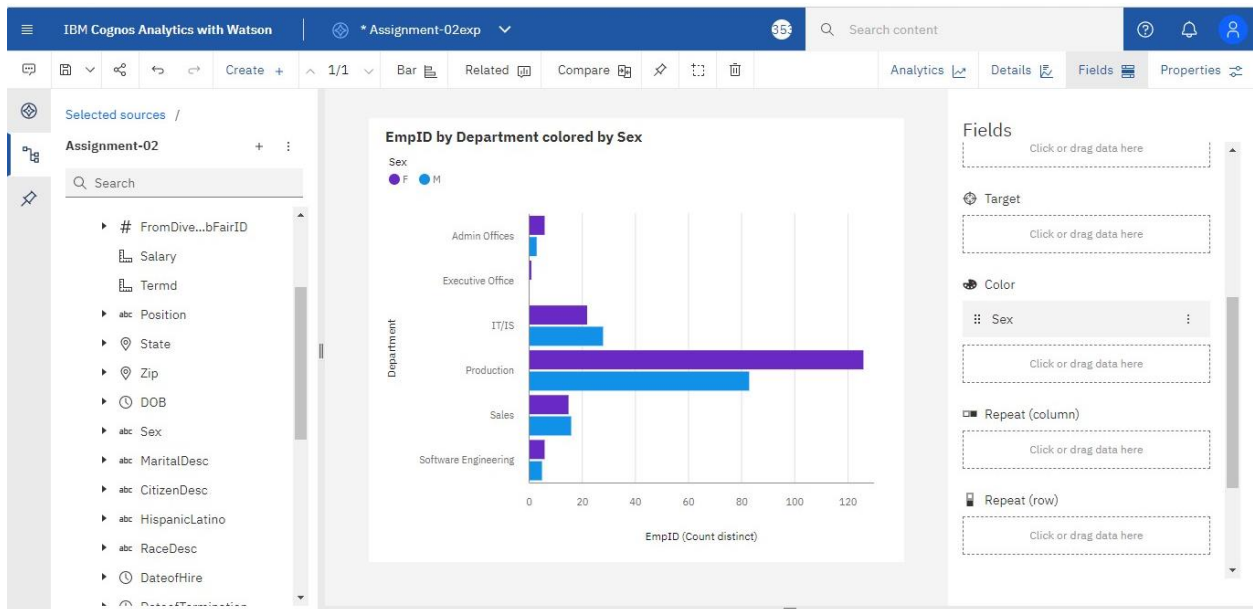 IBM Cognos Analytics with Watson
* Assignment-02exp
353
Search content
Create +
1/1
Bar
Related
Compare
Analytics
Details
Fields
Properties
Selected sources /
Assignment-02
Search
# FromDive...bFairID
Salary
Termd
abc Position
State
Zip
DOB
abc Sex
abc MaritalDesc
abc CitizenDesc
abc HispanicLatino
abc RaceDesc
DateofHire
DateofTermination
EmpID by Department colored by Sex
Sex
F M
Department
Admin Offices
Executive Office
IT/IS
Production
Sales
Software Engineering
0 20 40 60 80 100 120
EmpID (Count distinct)
Fields
Click or drag data here
Target
Click or drag data here
Color
Sex
Click or drag data here
Repeat (column)
Click or drag data here
Repeat (row)
Click or drag data here